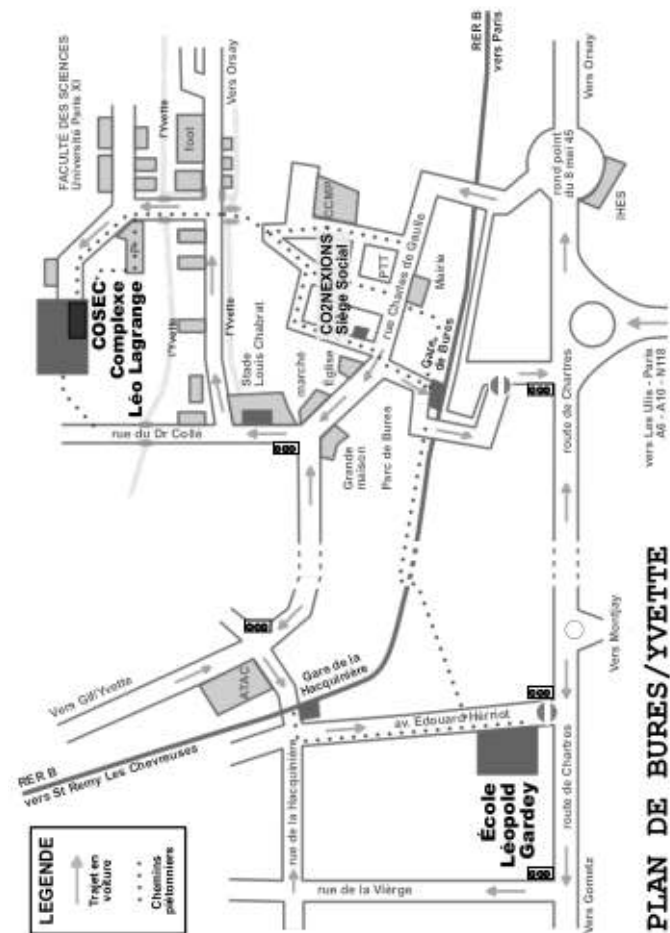 PLAN DE BURES/YVETTE
LEGENDE
Trajet en
voiture
Chemins
piétonniers
RER B
vers St Remy Les Chevreuses
Vers Gif/Yvette
ATAC
Gare de la
Hacquinière
rue de la Hacquinière
av. Edouard Herriot
École
Léopold
Gardey
rue de la Vièrge
Vers Gometz
route de Chartres
Vers Montjay
route de Chartres
vers Les Ulis - Paris
A6 - A10 - N118
rue du Dr Collé
Grande
maison
Parc de Bures
Stade
Louis Chabrat
marché
Église
COSEC
Complexe
Léo Lagrange
FACULTE DES SCIENCES
Université Paris XI
l'Yvette
l'Yvette
l'Yvette
foot
Vers Orsay
CO2NEXIONS
Siège Social
PTT
Mairie
rue Charles de Gaulle
Gare
de Bures
RER B
vers Paris
rond point
du 8 mai 45
IHES
Vers Orsay